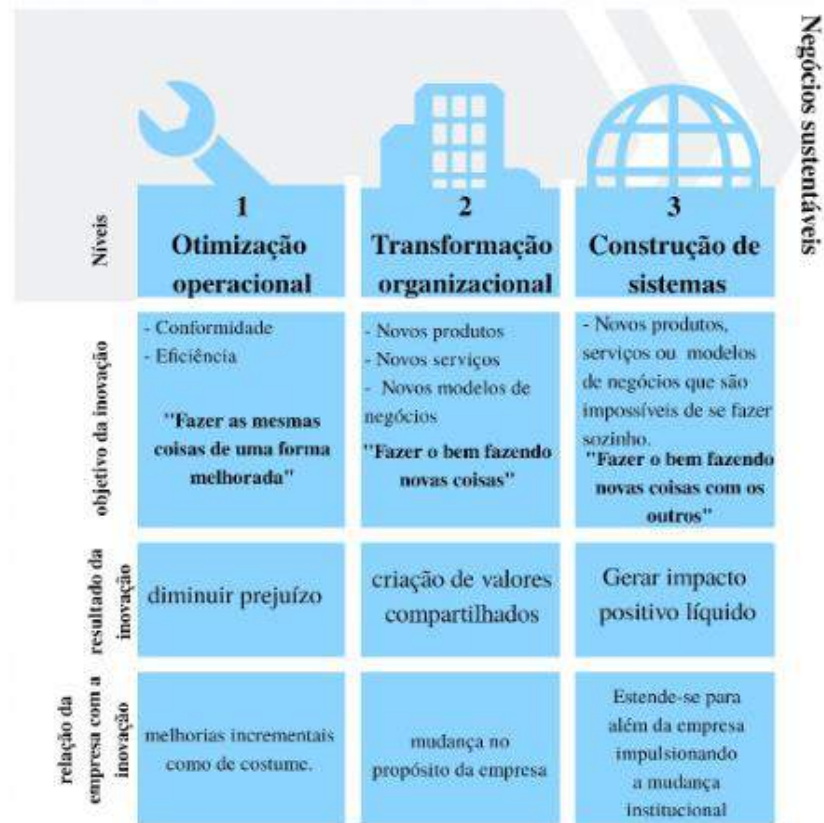 Negócios sustentáveis
Níveis
1
Otimização
operacional
2
Transformação
organizacional
3
Construção de
sistemas
objetivo da inovação
- Conformidade
- Eficiência
"Fazer as mesmas
coisas de uma forma
melhorada"
- Novos produtos
- Novos serviços
- Novos modelos de
negócios
"Fazer o bem fazendo
novas coisas"
- Novos produtos,
serviços ou modelos
de negócios que são
impossíveis de se fazer
sozinho.
"Fazer o bem fazendo
novas coisas com os
outros"
resultado da
inovação
diminuir prejuízo
criação de valores
compartilhados
Gerar impacto
positivo líquido
relação da
empresa com a
inovação
melhorias incrementais
como de costume.
mudança no
propósito da empresa
Estende-se para
além da empresa
impulsionando
a mudança
institucional